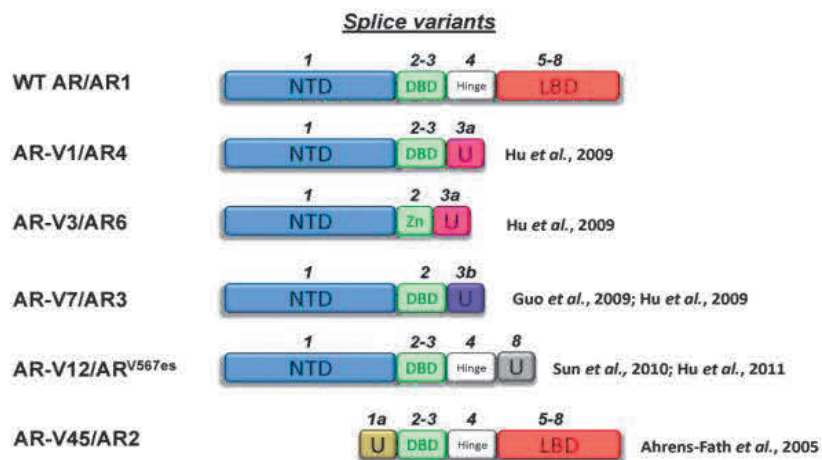 Splice variants
1 2-3 4 5-8
WT AR/AR1 NTD DBD Hinge LBD
1 2-3 3a
AR-V1/AR4 NTD DBD U Hu et al., 2009
1 2 3a
AR-V3/AR6 NTD Zn U Hu et al., 2009
1 2 3b
AR-V7/AR3 NTD DBD U Guo et al., 2009; Hu et al., 2009
1 2-3 4 8
AR-V12/ARV567es NTD DBD Hinge U Sun et al., 2010; Hu et al., 2011
1a 2-3 4 5-8
AR-V45/AR2 U DBD Hinge LBD Ahrens-Fath et al., 2005